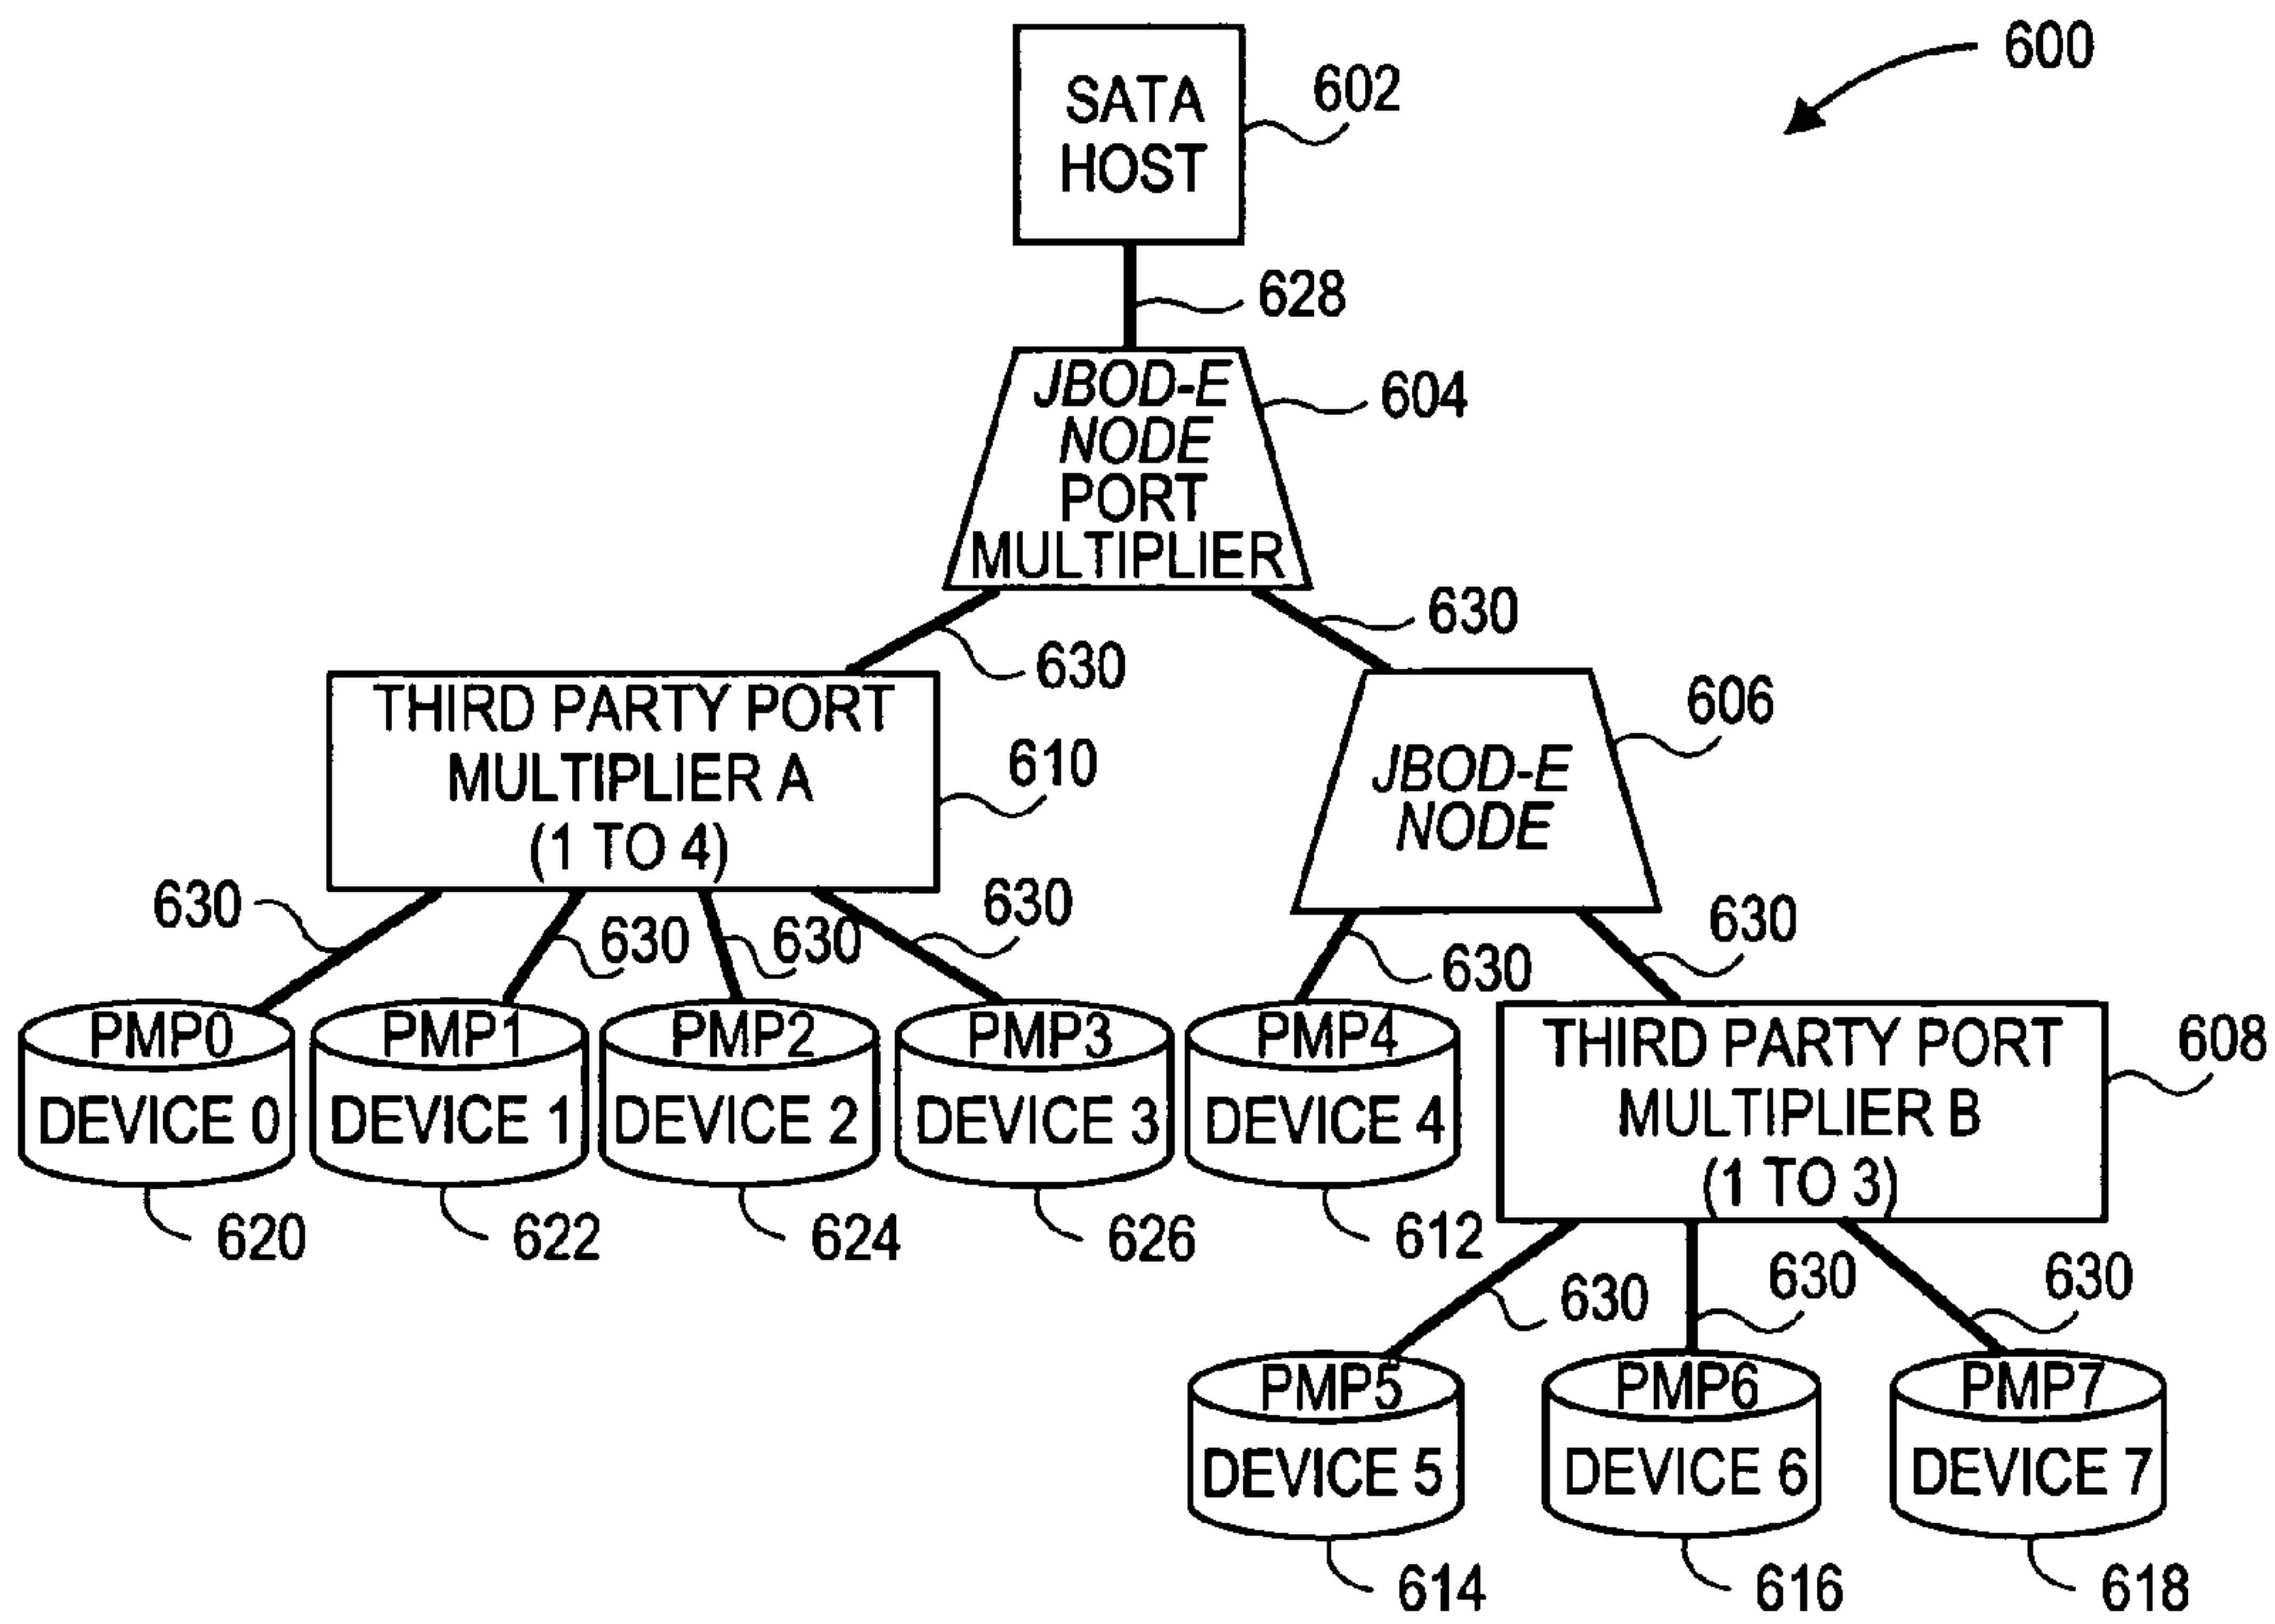 600
SATA
HOST
602
628
JBOD-E
NODE
PORT
MULTIPLIER
604
630
630
THIRD PARTY PORT
MULTIPLIER A
(1 TO 4)
610
JBOD-E
NODE
606
630
630
630
630
630
630
PMP0
DEVICE 0
620
PMP1
DEVICE 1
622
PMP2
DEVICE 2
624
PMP3
DEVICE 3
626
PMP4
DEVICE 4
612
THIRD PARTY PORT
MULTIPLIER B
(1 TO 3)
608
630
630
630
PMP5
DEVICE 5
614
PMP6
DEVICE 6
616
PMP7
DEVICE 7
618